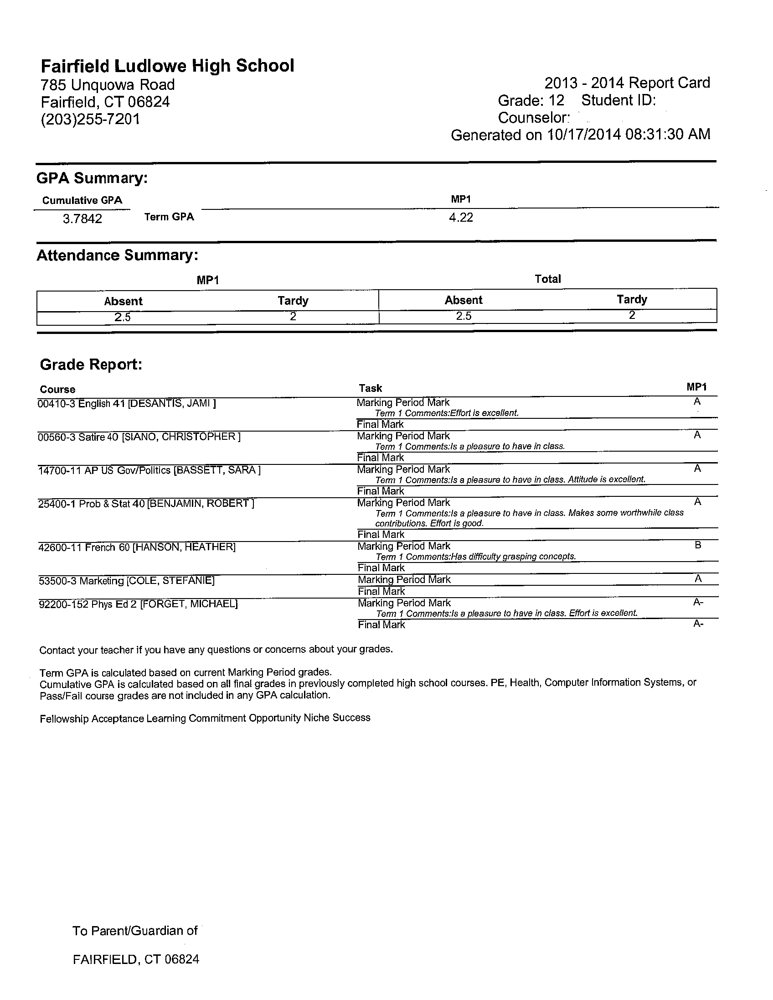 Fairfield Ludlowe High School
785 Unquowa Road
Fairfield, CT 06824
(203)255-7201
2013 - 2014 Report Card
Grade: 12 Student ID:
Counselor:
Generated on 10/17/2014 08:31:30 AM
GPA Summary:
Cumulative GPA MP1
3.7842 Term GPA 4.22
Attendance Summary:
MP1 Total
Absent Tardy Absent Tardy
2.5 2 2.5 2
Grade Report:
Course Task MP1
00410-3 English 41 [DESANTIS, JAMI ] Marking Period Mark A
Term 1 Comments:Effort is excellent.
Final Mark
00560-3 Satire 40 [SIANO, CHRISTOPHER ] Marking Period Mark A
Term 1 Comments:Is a pleasure to have in class.
Final Mark
14700-11 AP US Gov/Politics [BASSETT, SARA ] Marking Period Mark A
Term 1 Comments:Is a pleasure to have in class. Attitude is excellent.
Final Mark
25400-1 Prob & Stat 40 [BENJAMIN, ROBERT ] Marking Period Mark A
Term 1 Comments:Is a pleasure to have in class. Makes some worthwhile class
contributions. Effort is good.
Final Mark
42600-11 French 60 [HANSON, HEATHER] Marking Period Mark B
Term 1 Comments:Has difficulty grasping concepts.
Final Mark
53500-3 Marketing [COLE, STEFANIE] Marking Period Mark A
Final Mark
92200-152 Phys Ed 2 [FORGET, MICHAEL] Marking Period Mark A-
Term 1 Comments:Is a pleasure to have in class. Effort is excellent.
Final Mark A-
Contact your teacher if you have any questions or concerns about your grades.
Term GPA is calculated based on current Marking Period grades.
Cumulative GPA is calculated based on all final grades in previously completed high school courses. PE, Health, Computer Information Systems, or
Pass/Fail course grades are not included in any GPA calculation.
Fellowship Acceptance Learning Commitment Opportunity Niche Success
To Parent/Guardian of
FAIRFIELD, CT 06824